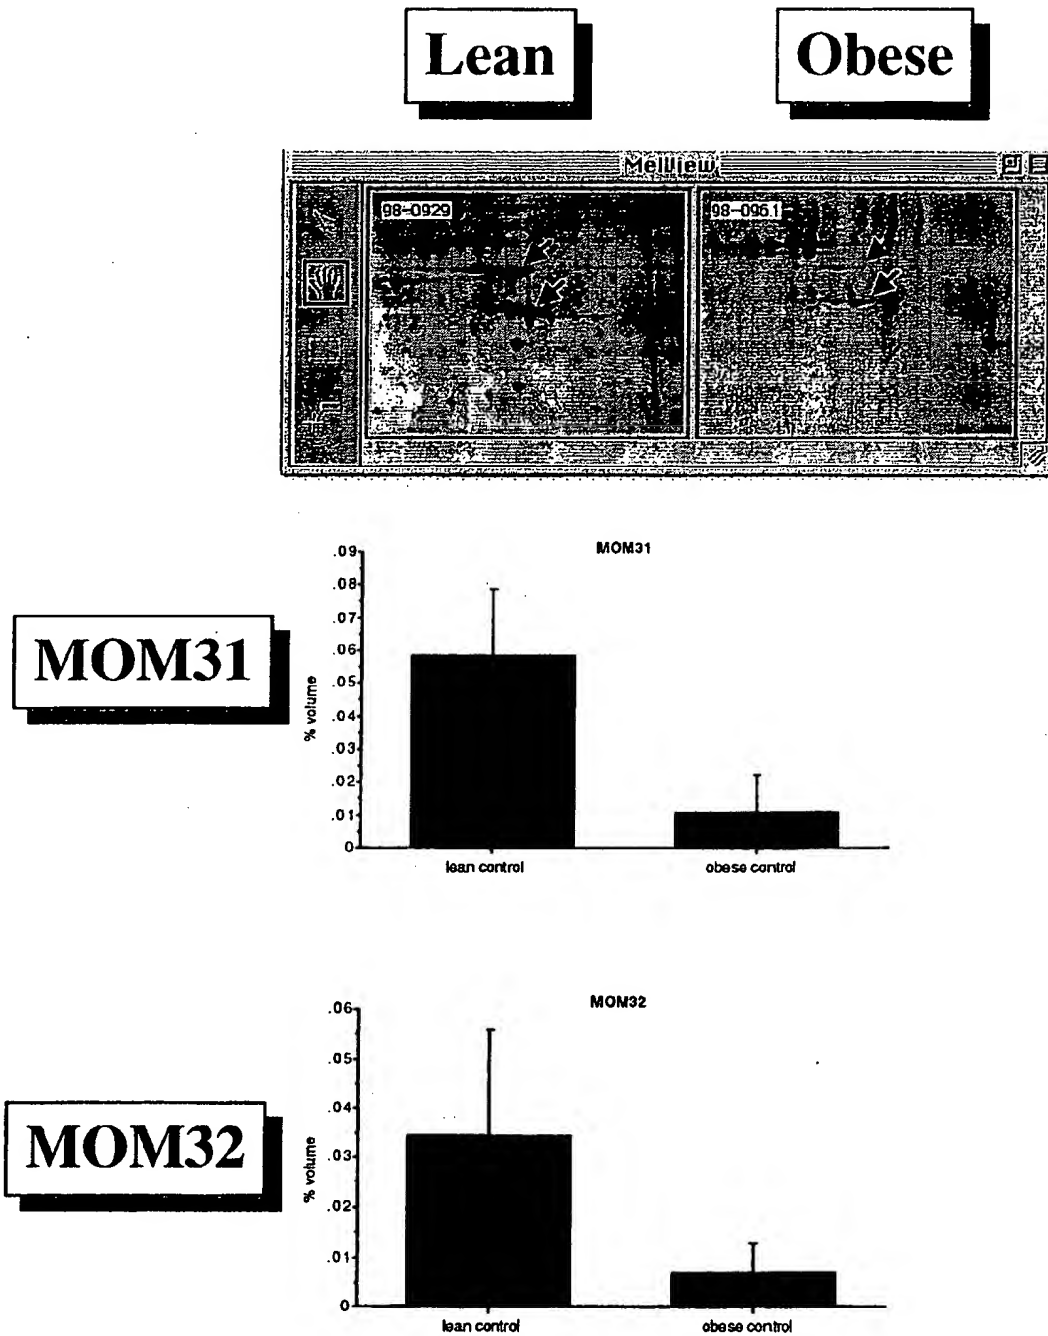 Lean Obese
MelView
98-0929 98-0961
MOM31
MOM31
% volume
.09
.08
.07
.06
.05
.04
.03
.02
.01
0
lean control obese control
MOM32
MOM32
% volume
.06
.05
.04
.03
.02
.01
0
lean control obese control